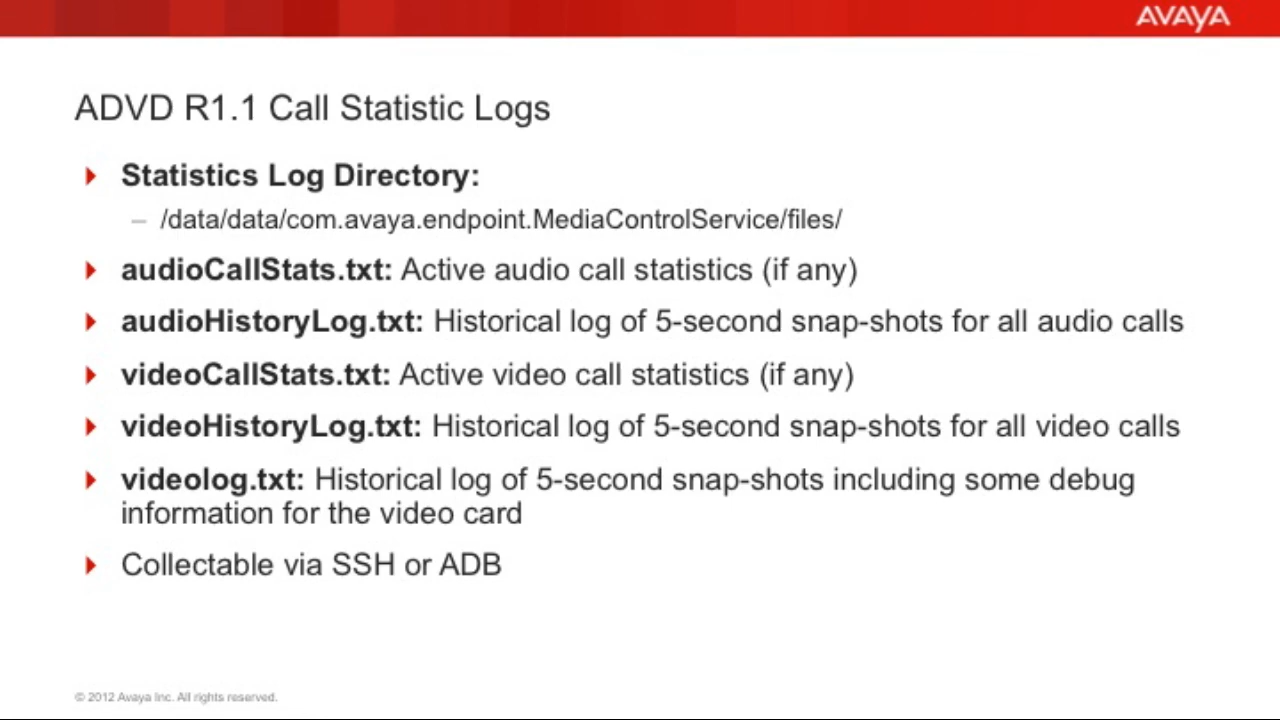 AVAYA
ADVD R1.1 Call Statistic Logs
Statistics Log Directory:
– /data/data/com.avaya.endpoint.MediaControlService/files/
audioCallStats.txt: Active audio call statistics (if any)
audioHistoryLog.txt: Historical log of 5-second snap-shots for all audio calls
videoCallStats.txt: Active video call statistics (if any)
videoHistoryLog.txt: Historical log of 5-second snap-shots for all video calls
videolog.txt: Historical log of 5-second snap-shots including some debug
information for the video card
Collectable via SSH or ADB
© 2012 Avaya Inc. All rights reserved.